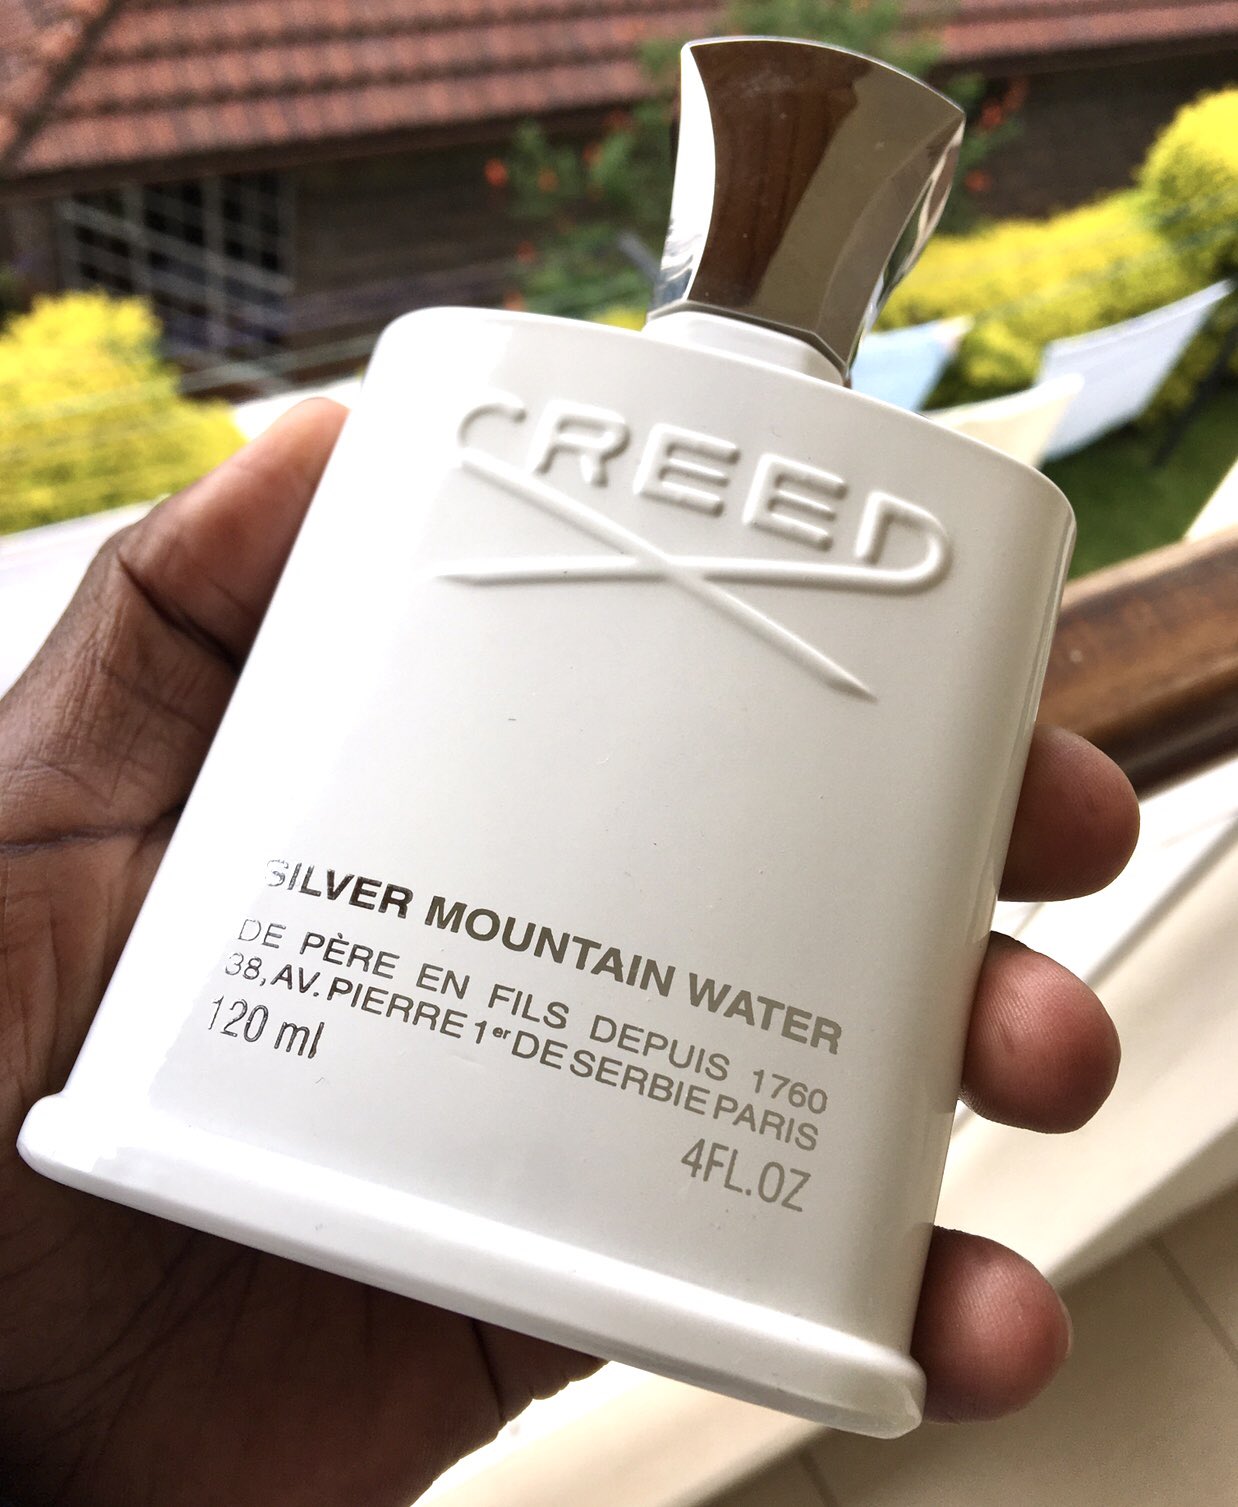 CREED
SILVER MOUNTAIN WATER
DE PÈRE EN FILS DEPUIS 1760
38, AV. PIERRE 1er DE SERBIE PARIS
120 ml
4FL.OZ